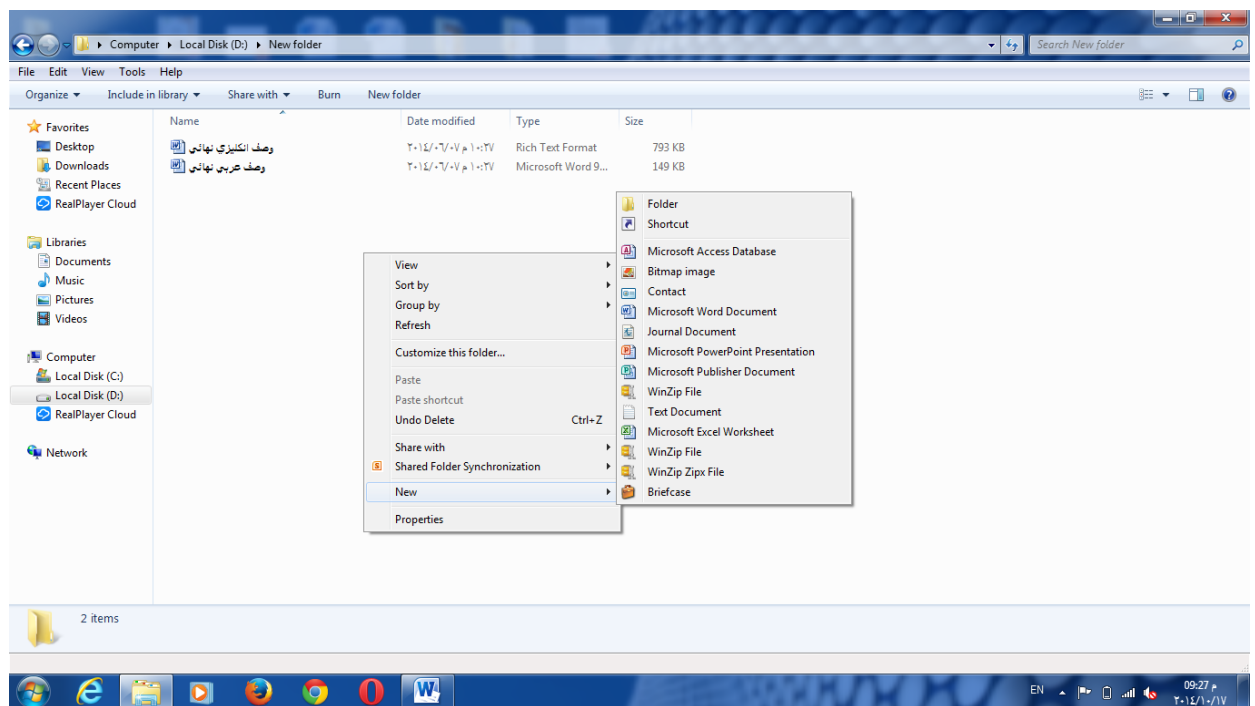 Computer ▸ Local Disk (D:) ▸ New folder
Search New folder
File Edit View Tools Help
Organize Include in library Share with Burn New folder
Name Date modified Type Size
وصف انكليزي نهائي ٢٠١٤/٠٦/٠٧ م ١٠:٢٧ Rich Text Format 793 KB
وصف عربي نهائي ٢٠١٤/٠٦/٠٧ م ١٠:٢٧ Microsoft Word 9... 149 KB
Favorites
Desktop
Downloads
Recent Places
RealPlayer Cloud
Libraries
Documents
Music
Pictures
Videos
Computer
Local Disk (C:)
Local Disk (D:)
RealPlayer Cloud
Network
View
Sort by
Group by
Refresh
Customize this folder...
Paste
Paste shortcut
Undo Delete Ctrl+Z
Share with
Shared Folder Synchronization
New
Properties
Folder
Shortcut
Microsoft Access Database
Bitmap image
Contact
Microsoft Word Document
Journal Document
Microsoft PowerPoint Presentation
Microsoft Publisher Document
WinZip File
Text Document
Microsoft Excel Worksheet
WinZip File
WinZip Zipx File
Briefcase
2 items
EN
09:27 م
٢٠١٤/١٠/١٧